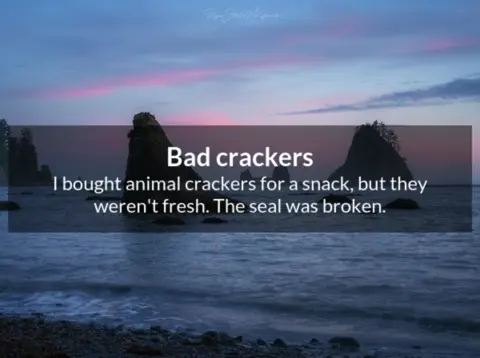 Bad crackers
I bought animal crackers for a snack, but they
weren't fresh. The seal was broken.